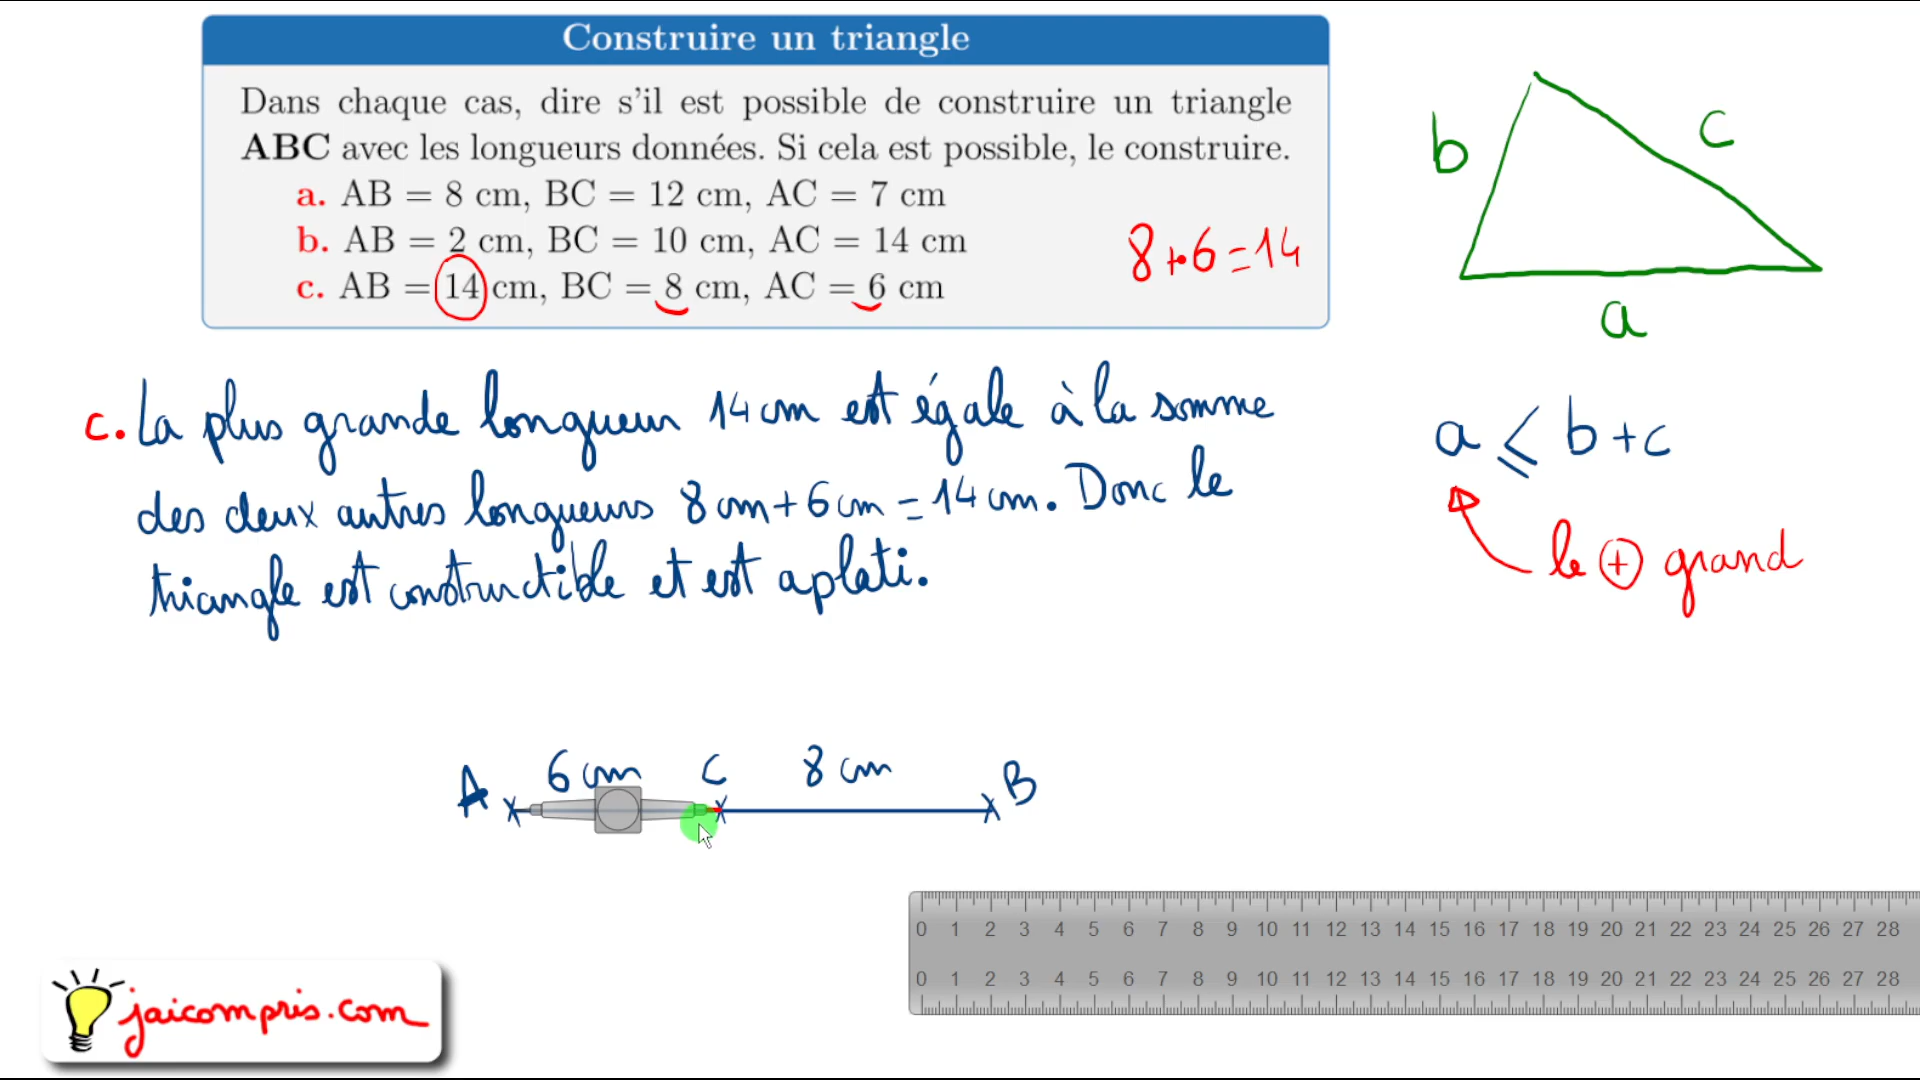 Construire un triangle
Dans chaque cas, dire s'il est possible de construire un triangle
ABC avec les longueurs données. Si cela est possible, le construire.
a. AB = 8 cm, BC = 12 cm, AC = 7 cm
b. AB = 2 cm, BC = 10 cm, AC = 14 cm
c. AB = 14 cm, BC = 8 cm, AC = 6 cm
8+6=14
b
c
a
c. La plus grande longueur 14 cm est égale à la somme
des deux autres longueurs 8 cm + 6 cm = 14 cm. Donc le
triangle est constructible et est aplati.
a ≤ b+c
le + grand
A 6 cm C 8 cm B
0 1 2 3 4 5 6 7 8 9 10 11 12 13 14 15 16 17 18 19 20 21 22 23 24 25 26 27 28
0 1 2 3 4 5 6 7 8 9 10 11 12 13 14 15 16 17 18 19 20 21 22 23 24 25 26 27 28
jaicompris.com